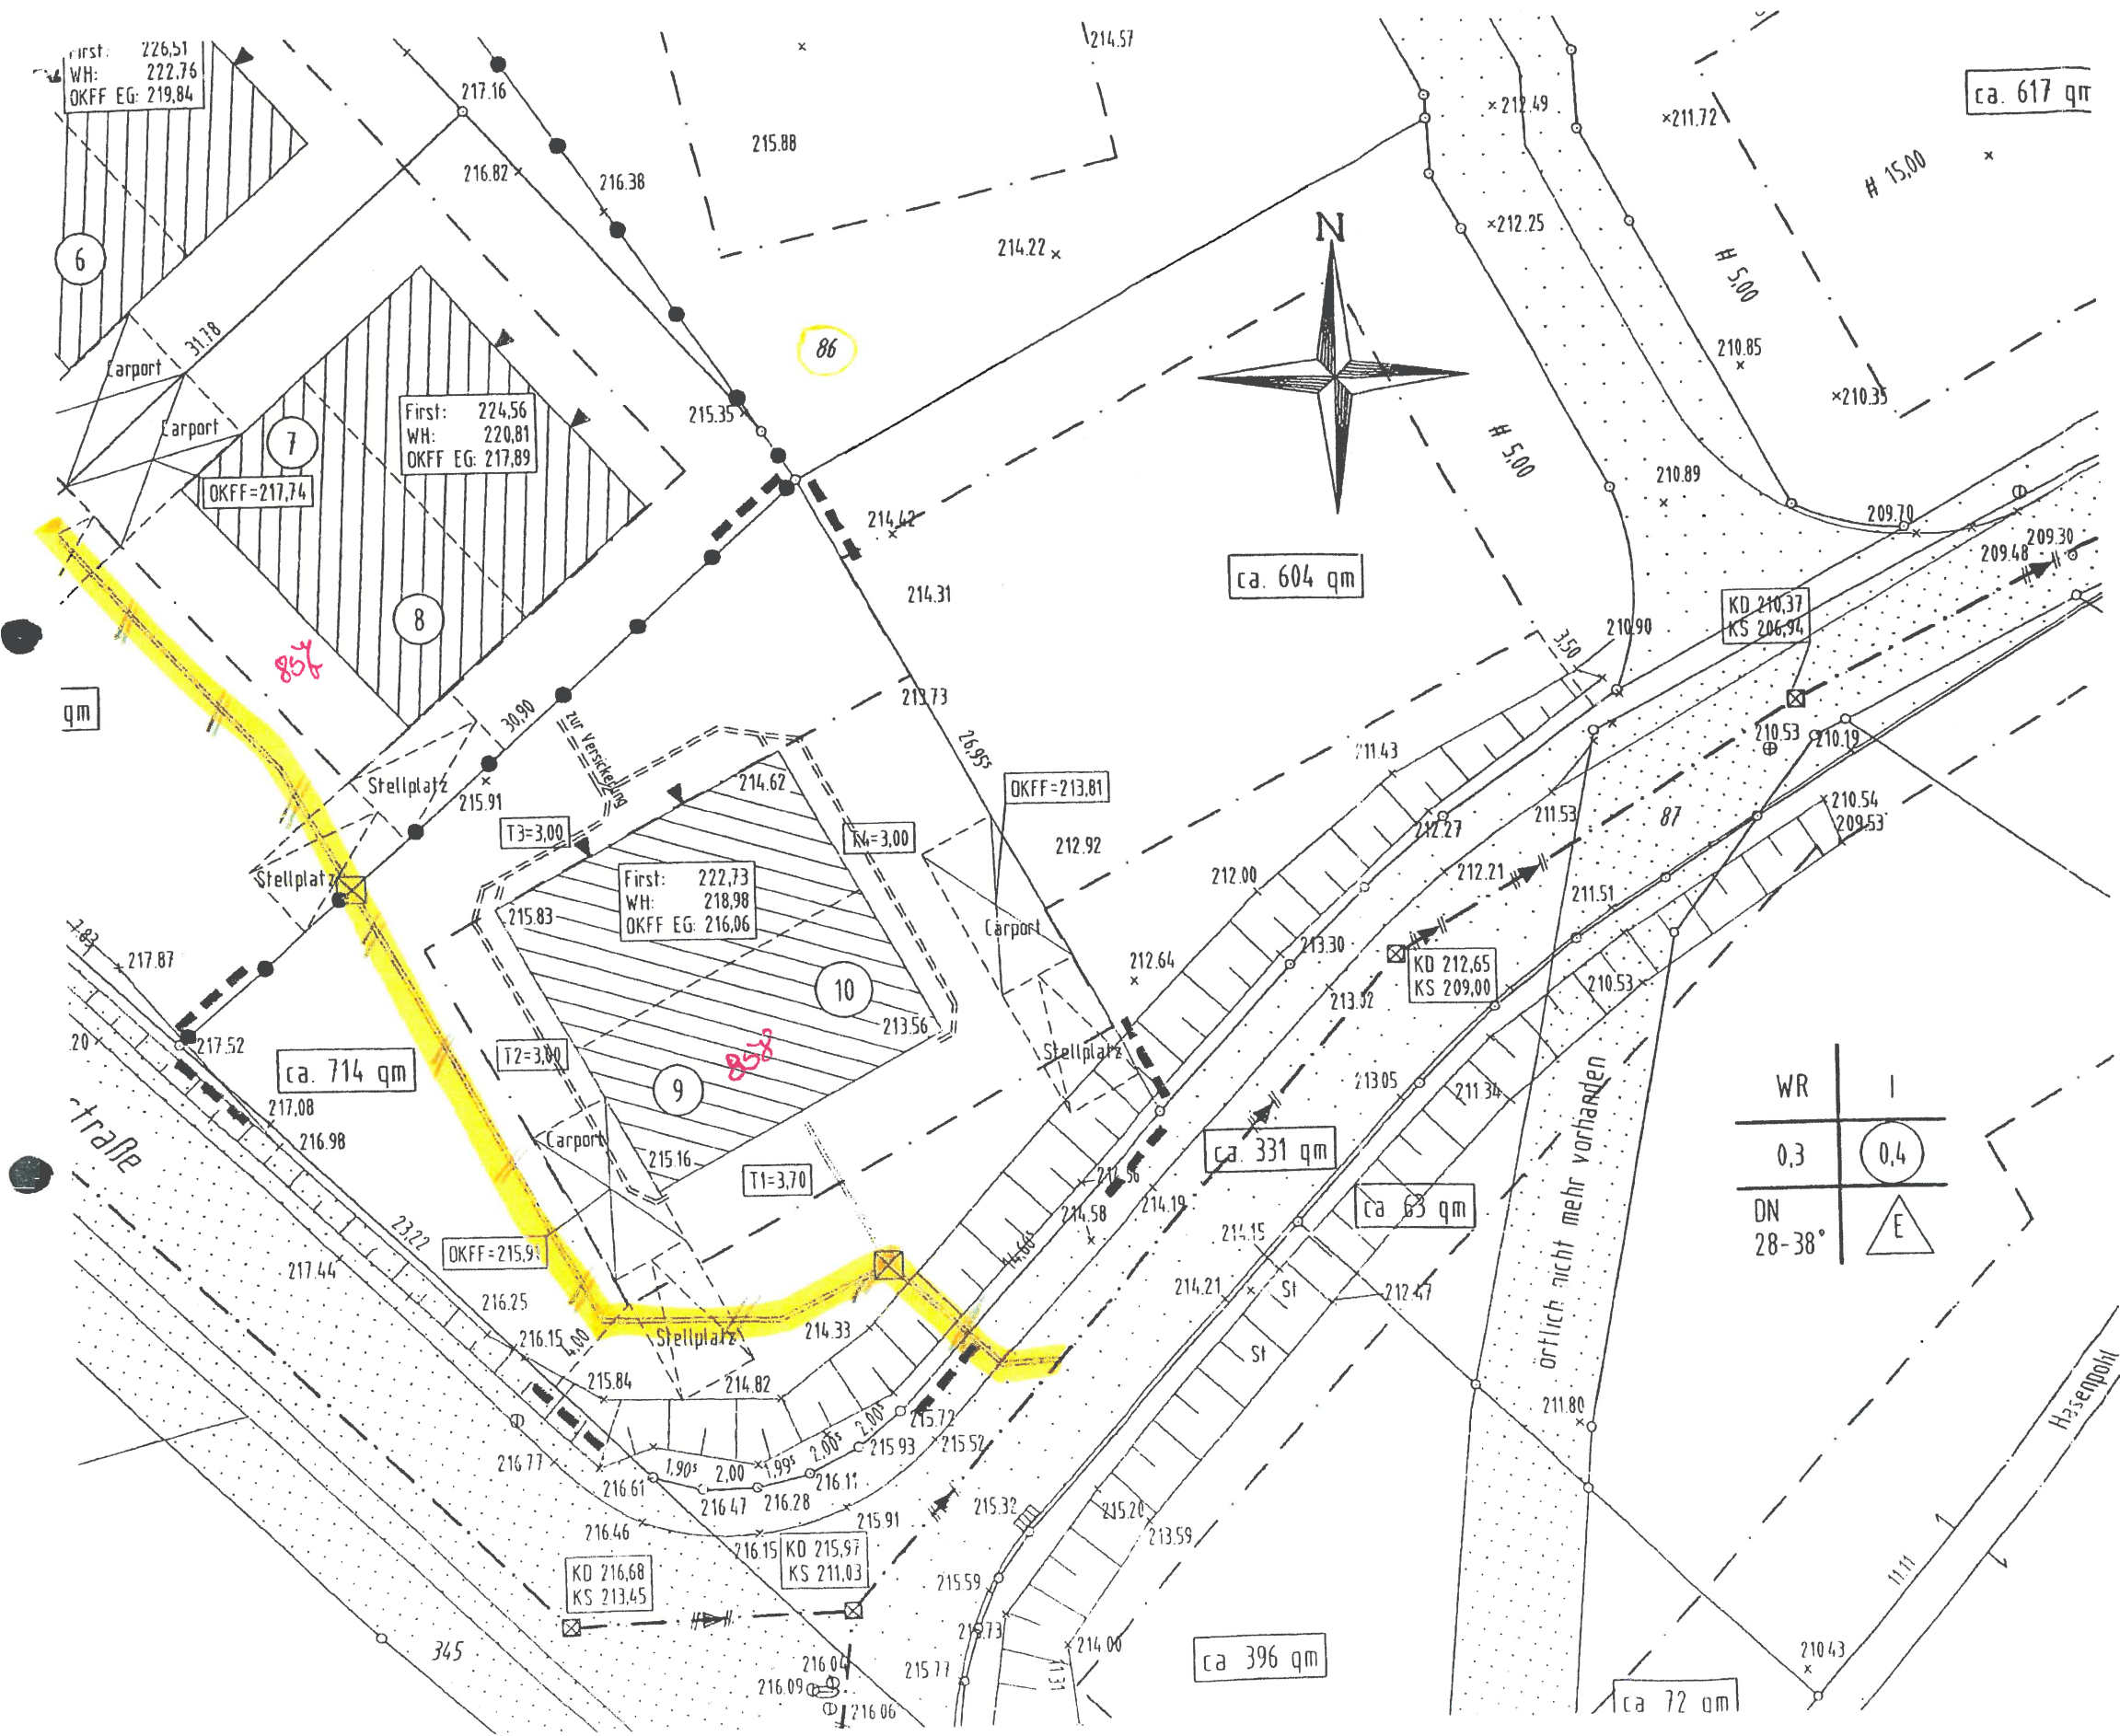 First: 226,51
WH: 222.76
OKFF EG: 219,84
217.16
216.82
216.38
215.88
214.57
214.22
×212.49
×211.72
ca. 617 qm
# 15,00
×212.25
N
# 5,00
210.85
×210.35
6
31.78
Carport
Carport
7
First: 224,56
WH: 220,81
OKFF EG: 217,89
OKFF=217,74
215.35
86
# 5,00
210.89
209.70
209.30
209.48
214.42
214.31
ca. 604 qm
KD 210,37
KS 206,94
210.90
3,50
8
857
qm
30,90
zur Versickerung
213.73
26,95⁵
210.53
210.19
211.43
Stellplatz
215.91
214.62
OKFF=213,81
T3=3,00
T4=3,00
212.92
212.27
211.53
87
210.54
209.53
Stellplatz
First: 222,73
WH: 218,98
OKFF EG: 216,06
215.83
212.00
212.21
211.51
Carport
217.87
10
212.64
213.30
KD 212,65
KS 209,00
210.53
217.52
213.56
ca. 714 qm
T2=3,00
858
9
Stellplatz
213.05
211.34
örtlich nicht mehr vorhanden
WR I
0,3 0,4
DN
28-38° E
217,08
216.98
traße
Carport
215.16
T1=3,70
ca. 331 qm
ca 63 qm
214.19
214.58
214.15
23,22
OKFF=215,91
217.44
14,66⁵
214.21
St
212.47
216.25
216.15
4,00
Stellplatz
214.33
St
215.84
214.82
211.80
Hasenpohl
215.72
2,00⁵
2,00⁵
1,99⁵
2,00
1,90⁵
215.93
215.52
216.77
216.61
216.47
216.28
216.11
215.32
215.20
213.59
216.46
216.15
215.91
KD 215,97
KS 211,03
KD 216,68
KS 213,45
215.59
11.11
345
214.00
215.77
11.31
216.04
216.09
216.06
ca 396 qm
210.43
ca 72 qm